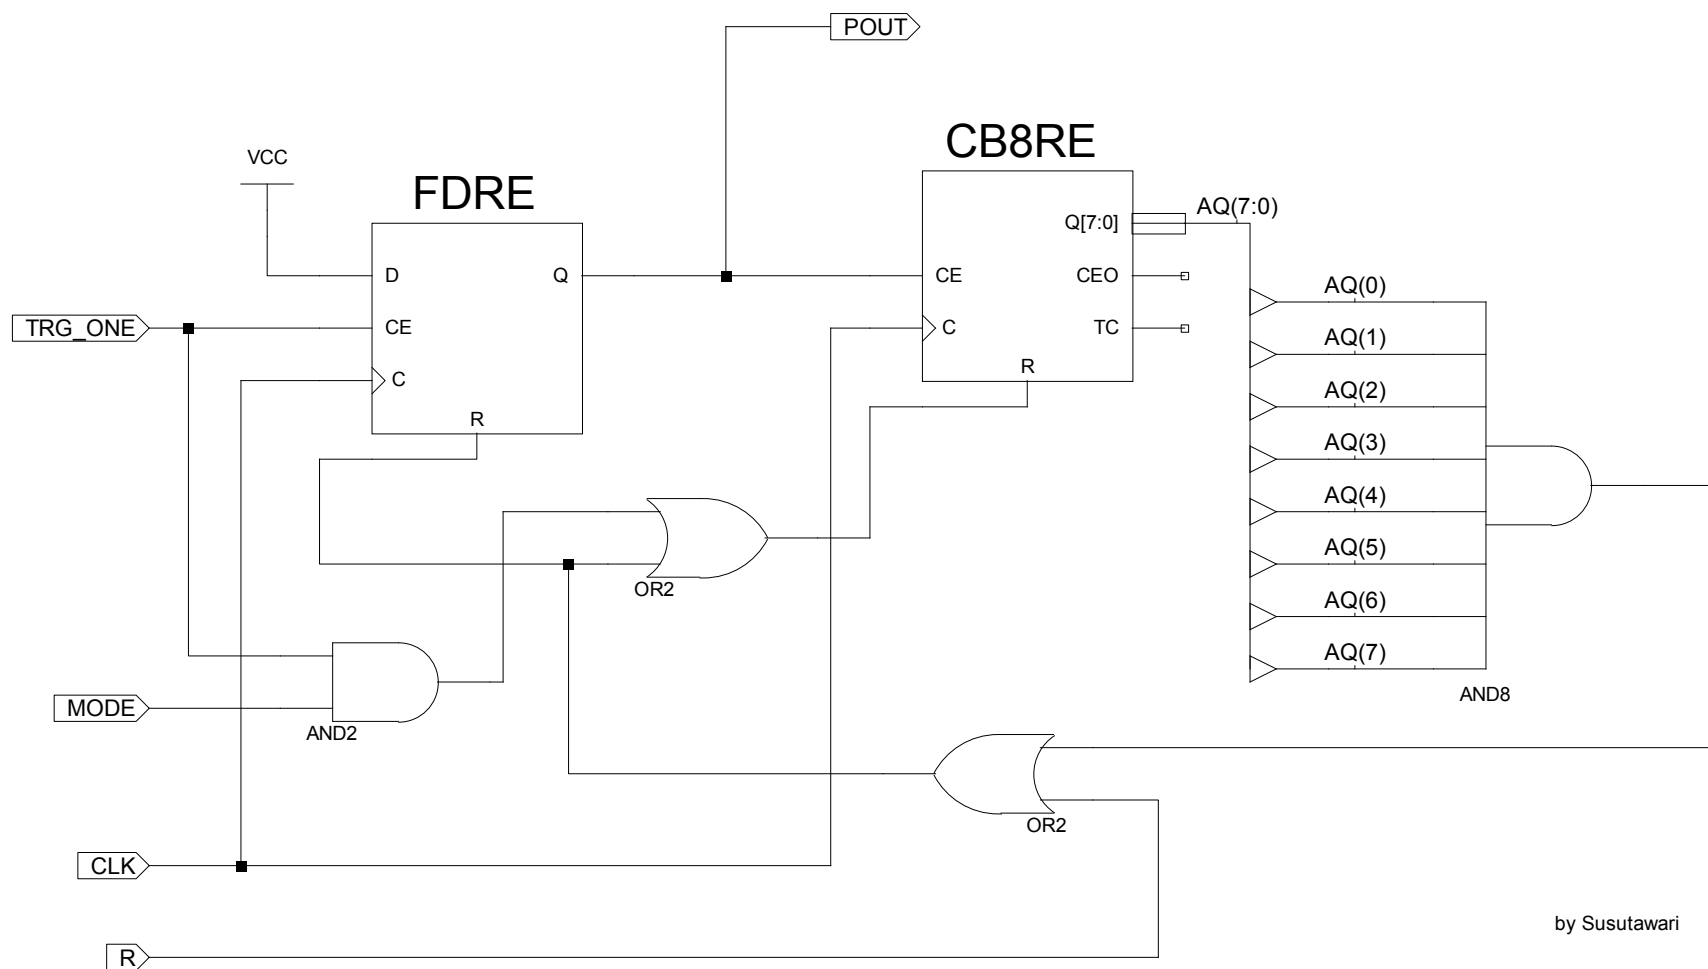 POUT
CB8RE
VCC
FDRE
AQ(7:0)
Q[7:0]
D
Q
CE
CEO
AQ(0)
TRG_ONE
CE
C
TC
AQ(1)
R
C
AQ(2)
R
AQ(3)
AQ(4)
AQ(5)
OR2
AQ(6)
AQ(7)
AND8
MODE
AND2
OR2
CLK
by Susutawari
R